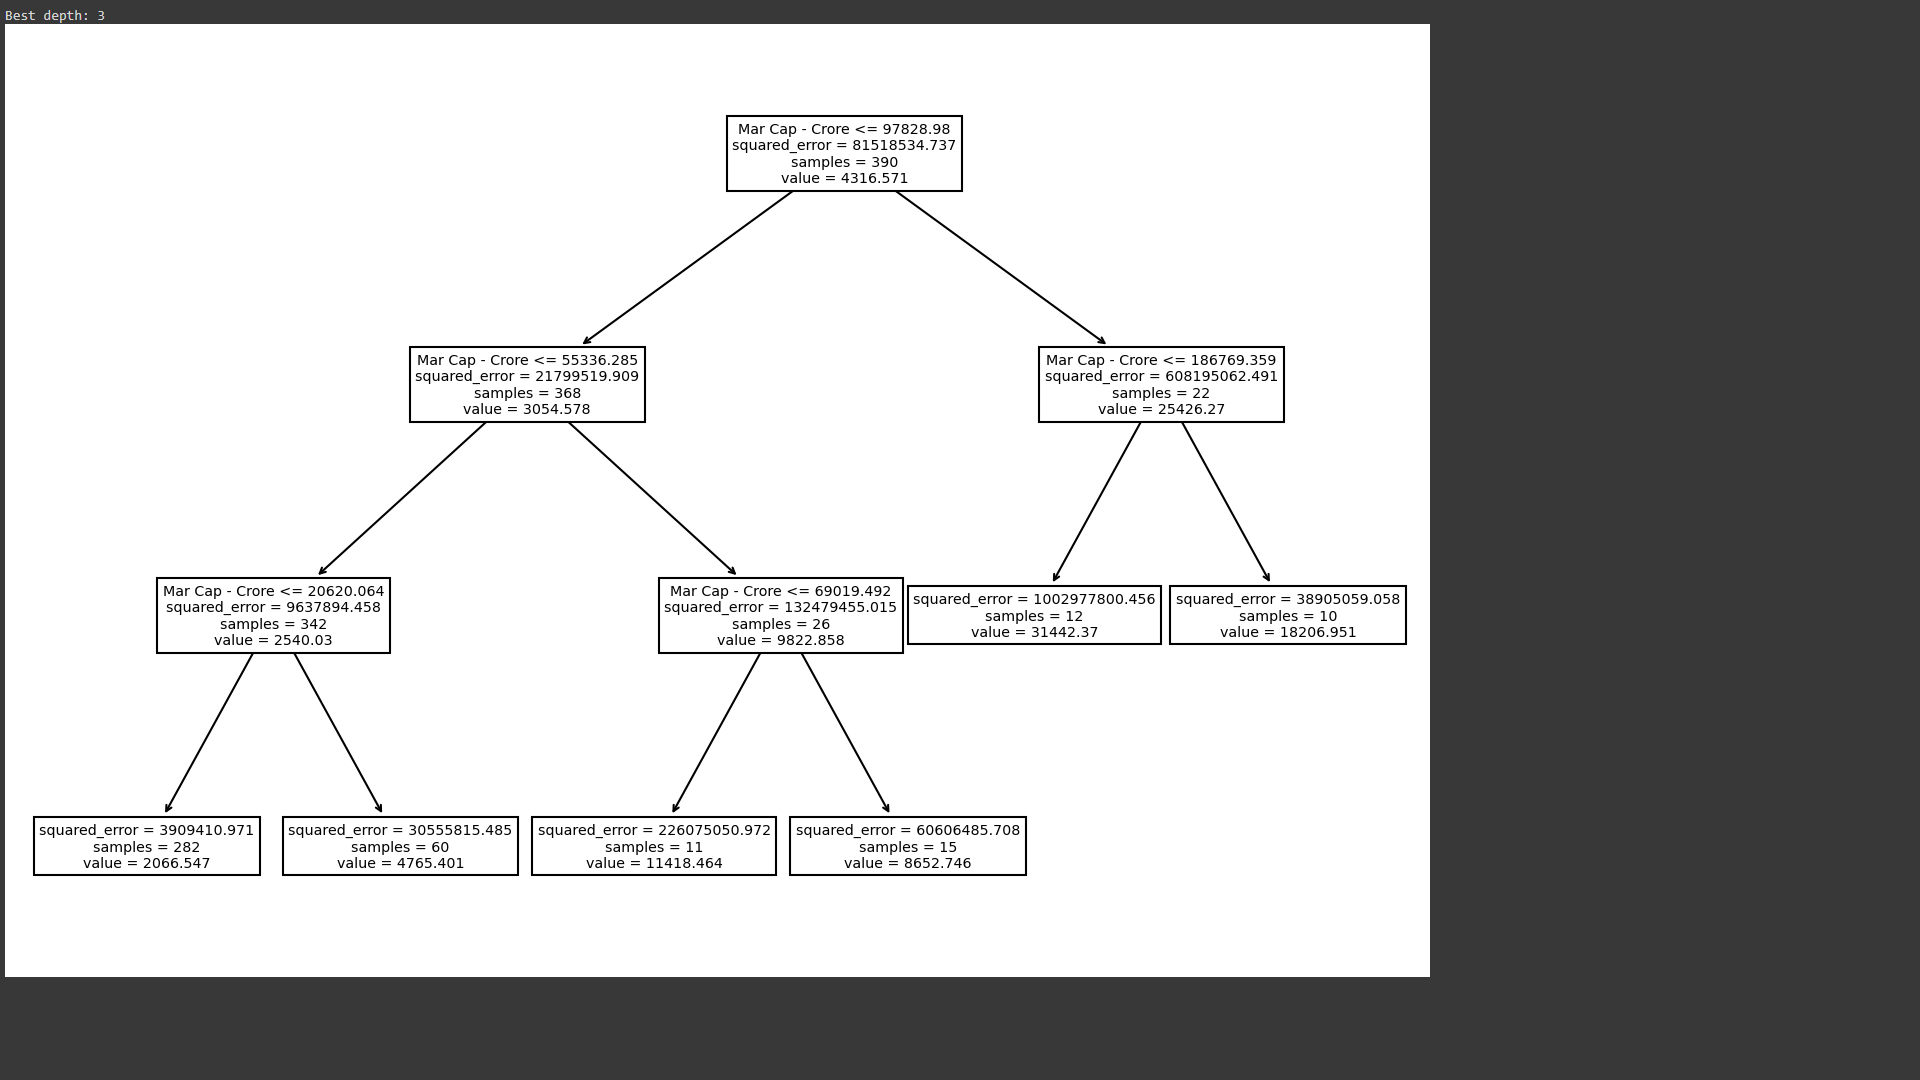 Best depth: 3
Mar Cap - Crore <= 97828.98
squared_error = 81518534.737
samples = 390
value = 4316.571
Mar Cap - Crore <= 55336.285
squared_error = 21799519.909
samples = 368
value = 3054.578
Mar Cap - Crore <= 186769.359
squared_error = 608195062.491
samples = 22
value = 25426.27
Mar Cap - Crore <= 20620.064
squared_error = 9637894.458
samples = 342
value = 2540.03
Mar Cap - Crore <= 69019.492
squared_error = 132479455.015
samples = 26
value = 9822.858
squared_error = 1002977800.456
samples = 12
value = 31442.37
squared_error = 38905059.058
samples = 10
value = 18206.951
squared_error = 3909410.971
samples = 282
value = 2066.547
squared_error = 30555815.485
samples = 60
value = 4765.401
squared_error = 226075050.972
samples = 11
value = 11418.464
squared_error = 60606485.708
samples = 15
value = 8652.746